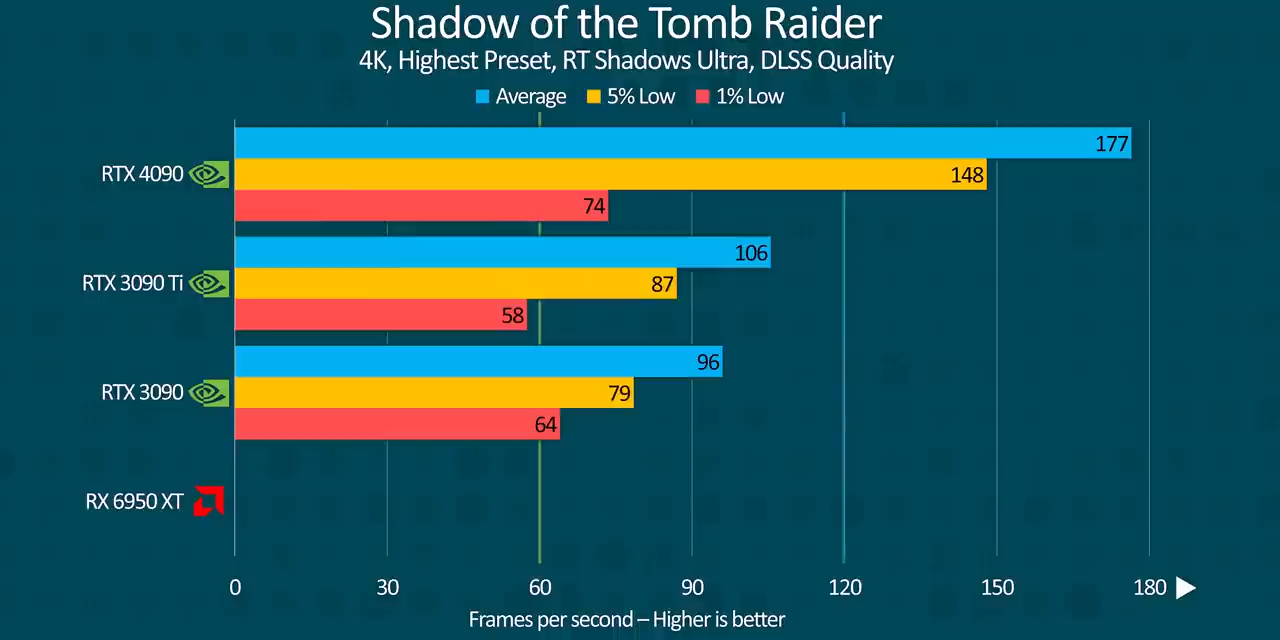 Shadow of the Tomb Raider
4K, Highest Preset, RT Shadows Ultra, DLSS Quality
Average 5% Low 1% Low
RTX 4090
177
148
74
RTX 3090 Ti
106
87
58
RTX 3090
96
79
64
RX 6950 XT
0 30 60 90 120 150 180
Frames per second – Higher is better